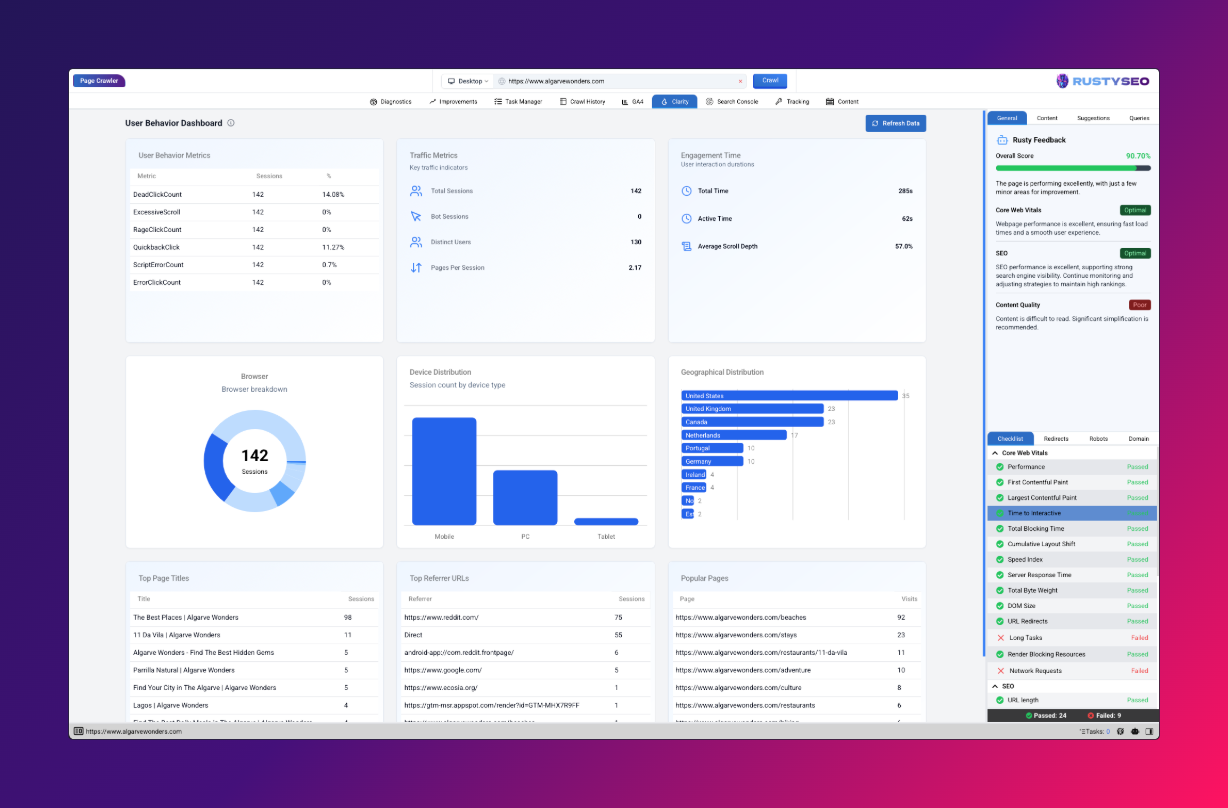 Page Crawler
Desktop
https://www.algarvewonders.com
Crawl
RUSTYSEO
Diagnostics
Improvements
Task Manager
Crawl History
GA4
Clarity
Search Console
Tracking
Content
User Behavior Dashboard
Refresh Data
User Behavior Metrics
Metric Sessions %
DeadClickCount 142 14.08%
ExcessiveScroll 142 0%
RageClickCount 142 0%
QuickbackClick 142 11.27%
ScriptErrorCount 142 0.7%
ErrorClickCount 142 0%
Traffic Metrics
Key traffic indicators
Total Sessions 142
Bot Sessions 0
Distinct Users 130
Pages Per Session 2.17
Engagement Time
User interaction durations
Total Time 285s
Active Time 62s
Average Scroll Depth 57.0%
Browser
Browser breakdown
142
Sessions
Device Distribution
Session count by device type
Mobile PC Tablet
Geographical Distribution
United States 35
United Kingdom 23
Canada 23
Netherlands 17
Portugal 10
Germany 10
Ireland 4
France 4
No 2
Est 2
Top Page Titles
Title Sessions
The Best Places | Algarve Wonders 98
11 Da Vila | Algarve Wonders 11
Algarve Wonders - Find The Best Hidden Gems 5
Parrilla Natural | Algarve Wonders 5
Find Your City in The Algarve | Algarve Wonders 5
Lagos | Algarve Wonders 4
Top Referrer URLs
Referrer Sessions
https://www.reddit.com/ 75
Direct 55
android-app://com.reddit.frontpage/ 6
https://www.google.com/ 5
https://www.ecosia.org/ 1
https://gtm-msr.appspot.com/render?id=GTM-MHX7R9FF 1
Popular Pages
Page Visits
https://www.algarvewonders.com/beaches 92
https://www.algarvewonders.com/stays 23
https://www.algarvewonders.com/restaurants/11-da-vila 11
https://www.algarvewonders.com/adventure 10
https://www.algarvewonders.com/culture 8
https://www.algarvewonders.com/restaurants 6
General Content Suggestions Queries
Rusty Feedback
Overall Score 90.70%
The page is performing excellently, with just a few
minor areas for improvement.
Core Web Vitals Optimal
Webpage performance is excellent, ensuring fast load
times and a smooth user experience.
SEO Optimal
SEO performance is excellent, supporting strong
search engine visibility. Continue monitoring and
adjusting strategies to maintain high rankings.
Content Quality Poor
Content is difficult to read. Significant simplification is
recommended.
Checklist Redirects Robots Domain
Core Web Vitals
Performance Passed
First Contentful Paint Passed
Largest Contentful Paint Passed
Time to Interactive
Total Blocking Time Passed
Cumulative Layout Shift Passed
Speed Index Passed
Server Response Time Passed
Total Byte Weight Passed
DOM Size Passed
URL Redirects Passed
Long Tasks Failed
Render Blocking Resources Passed
Network Requests Failed
SEO
URL length Passed
Passed: 24 Failed: 9
https://www.algarvewonders.com
Tasks: 0